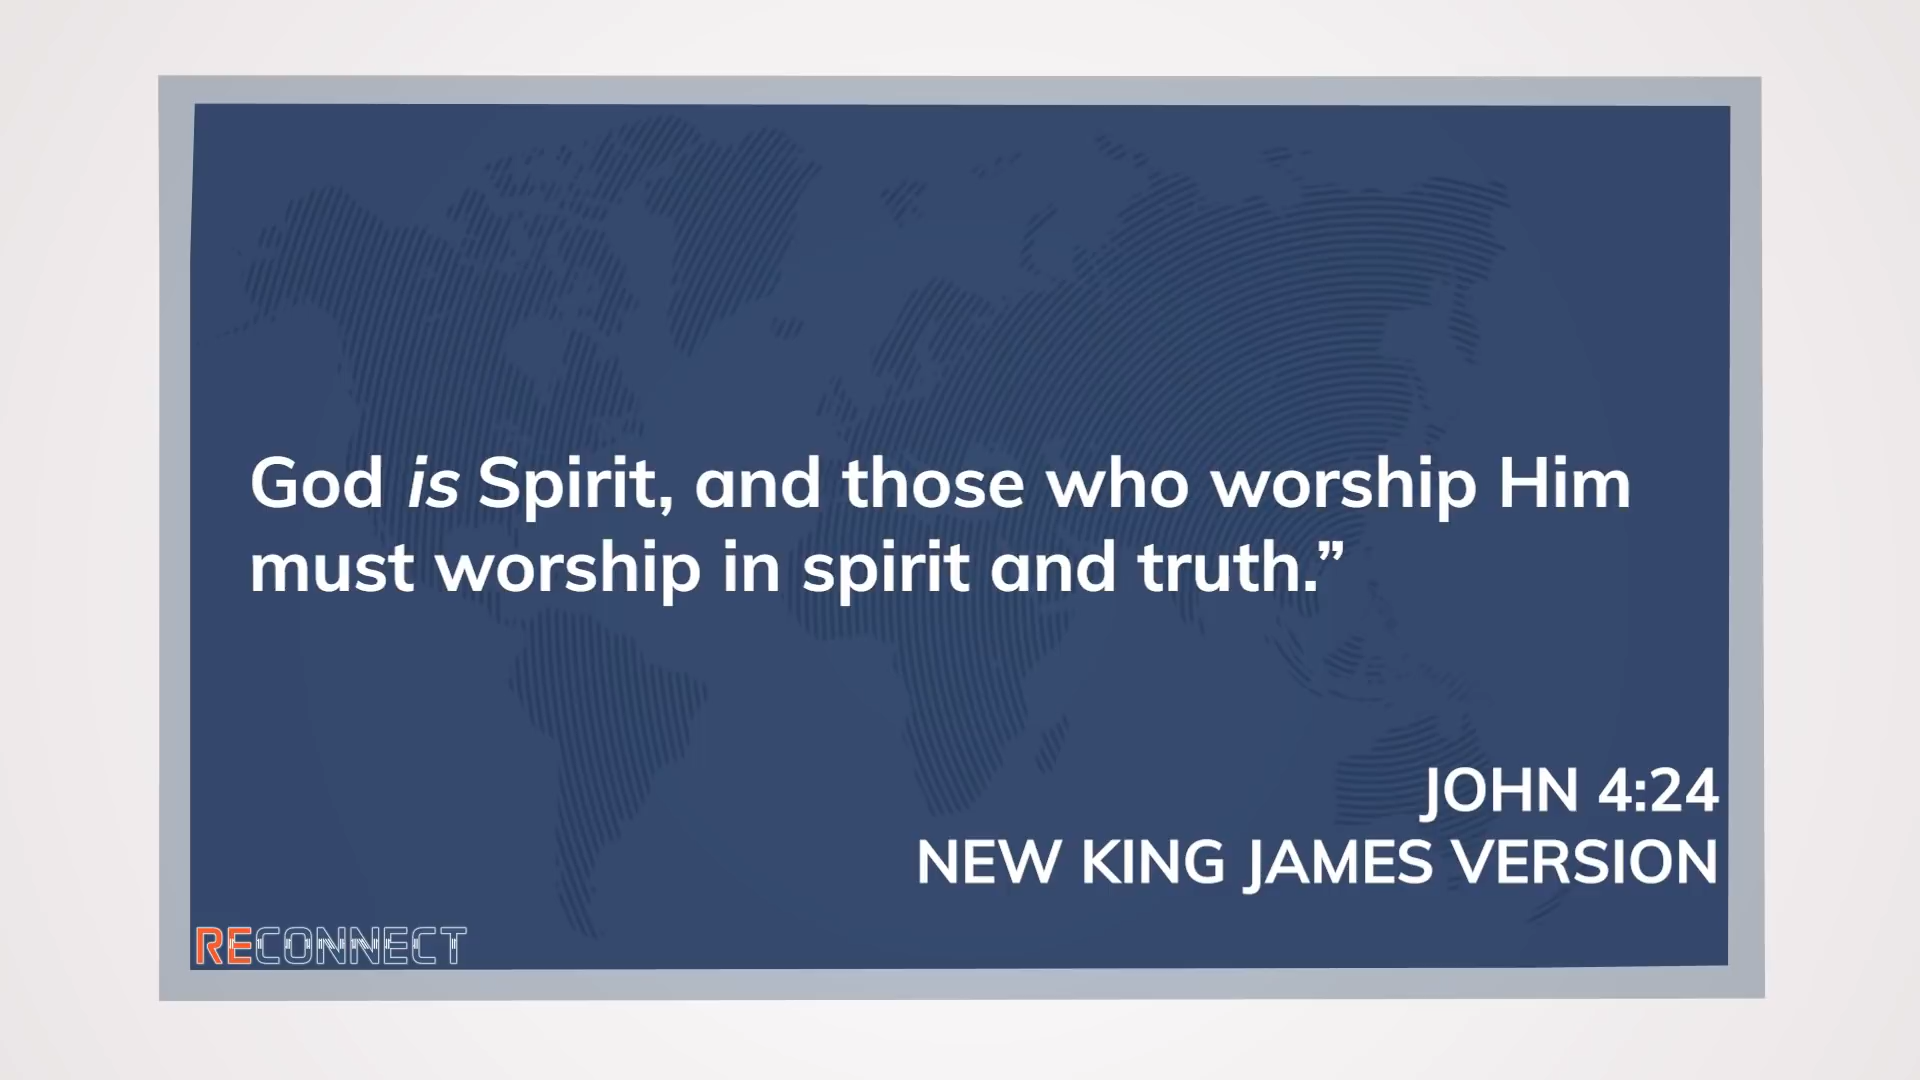 God is Spirit, and those who worship Him
must worship in spirit and truth.”
JOHN 4:24
NEW KING JAMES VERSION
RECONNECT